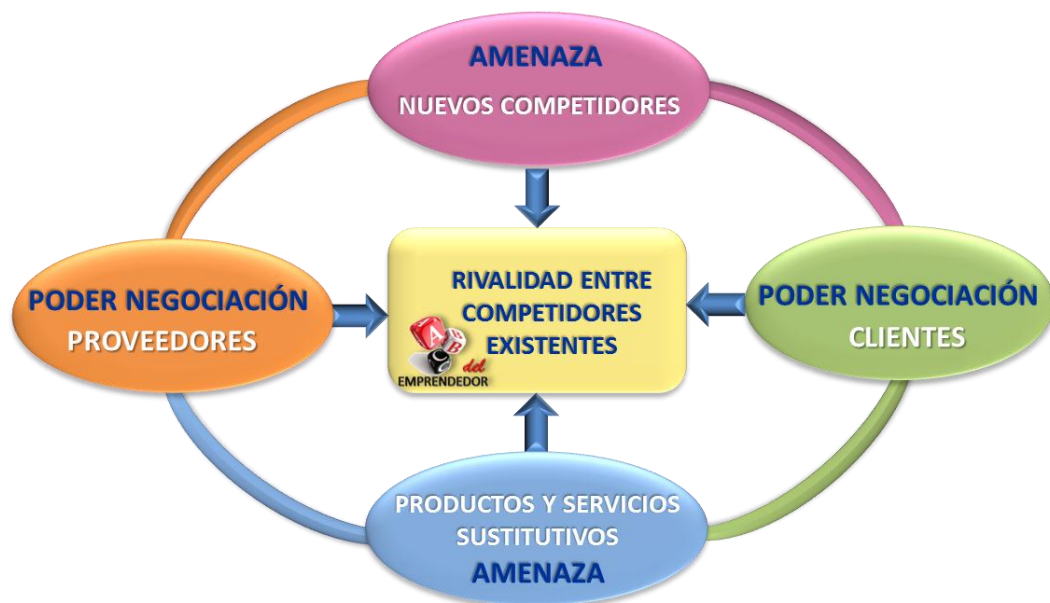 AMENAZA
NUEVOS COMPETIDORES
PODER NEGOCIACIÓN
PROVEEDORES
RIVALIDAD ENTRE
COMPETIDORES
EXISTENTES
A
B
C
del
EMPRENDEDOR
PODER NEGOCIACIÓN
CLIENTES
PRODUCTOS Y SERVICIOS
SUSTITUTIVOS
AMENAZA